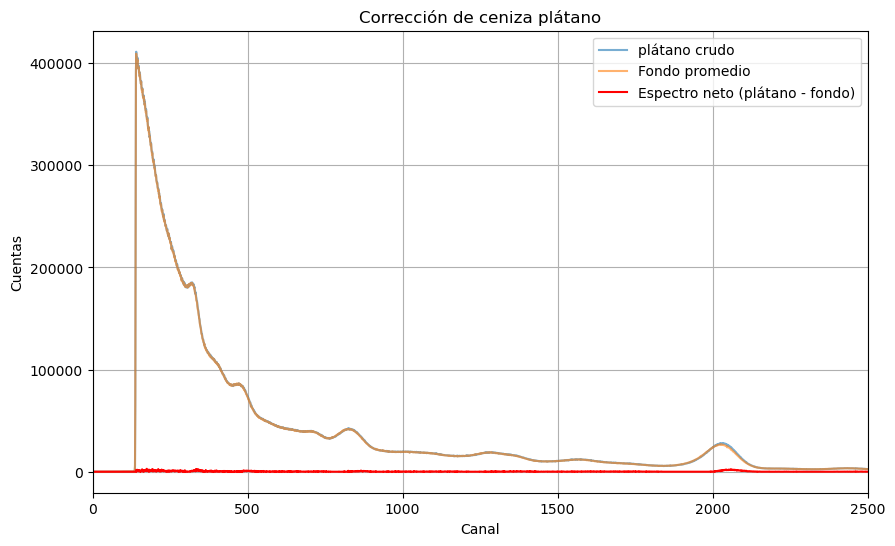 Corrección de ceniza plátano
plátano crudo
Fondo promedio
Espectro neto (plátano - fondo)
400000
300000
200000
100000
0
Cuentas
0 500 1000 1500 2000 2500
Canal